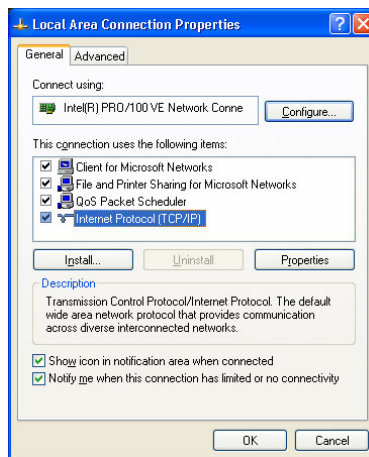 Local Area Connection Properties
General
Advanced
Connect using:
Intel(R) PRO/100 VE Network Conne
Configure...
This connection uses the following items:
Client for Microsoft Networks
File and Printer Sharing for Microsoft Networks
QoS Packet Scheduler
Internet Protocol (TCP/IP)
Install...
Uninstall
Properties
Description
Transmission Control Protocol/Internet Protocol. The default
wide area network protocol that provides communication
across diverse interconnected networks.
Show icon in notification area when connected
Notify me when this connection has limited or no connectivity
OK
Cancel